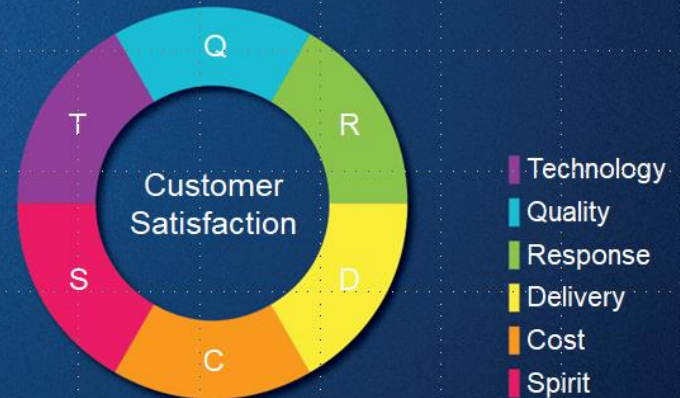 Q
T
R
Customer
Satisfaction
S
D
C
Technology
Quality
Response
Delivery
Cost
Spirit